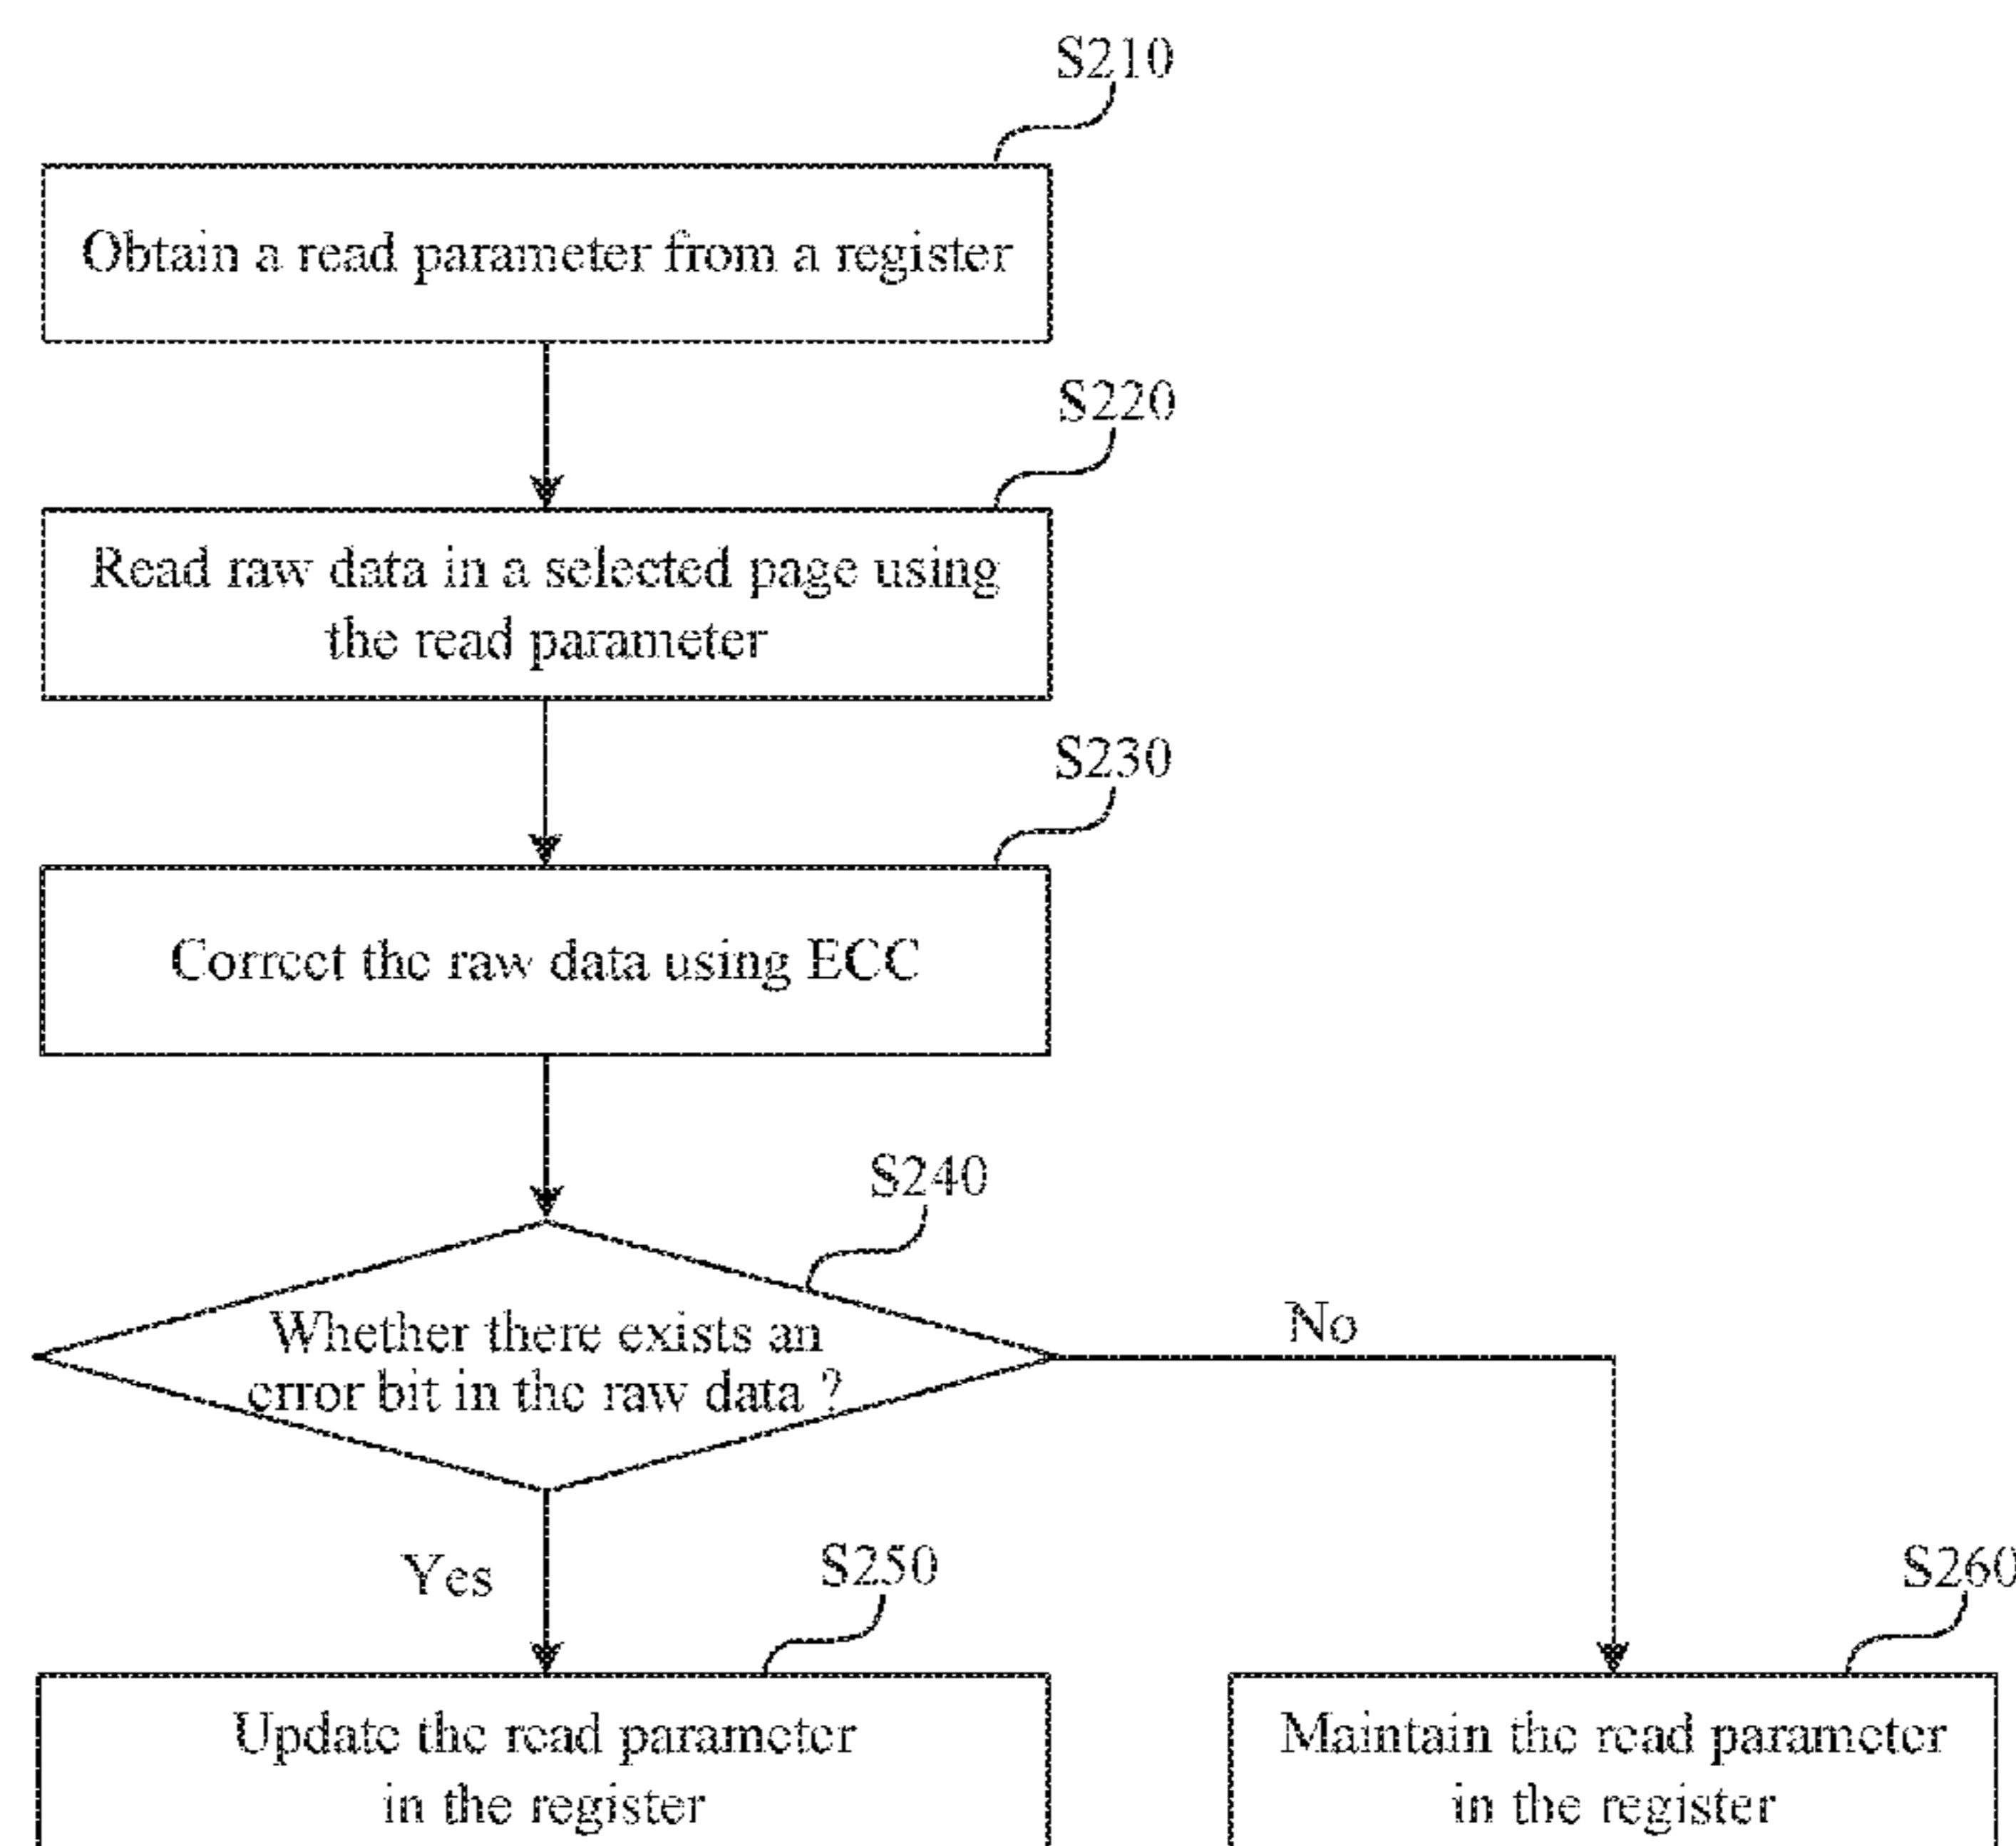 S210
Obtain a read parameter from a register
S220
Read raw data in a selected page using
the read parameter
S230
Correct the raw data using ECC
S240
Whether there exists an
error bit in the raw data ?
No
Yes
S250
S260
Update the read parameter
in the register
Maintain the read parameter
in the register